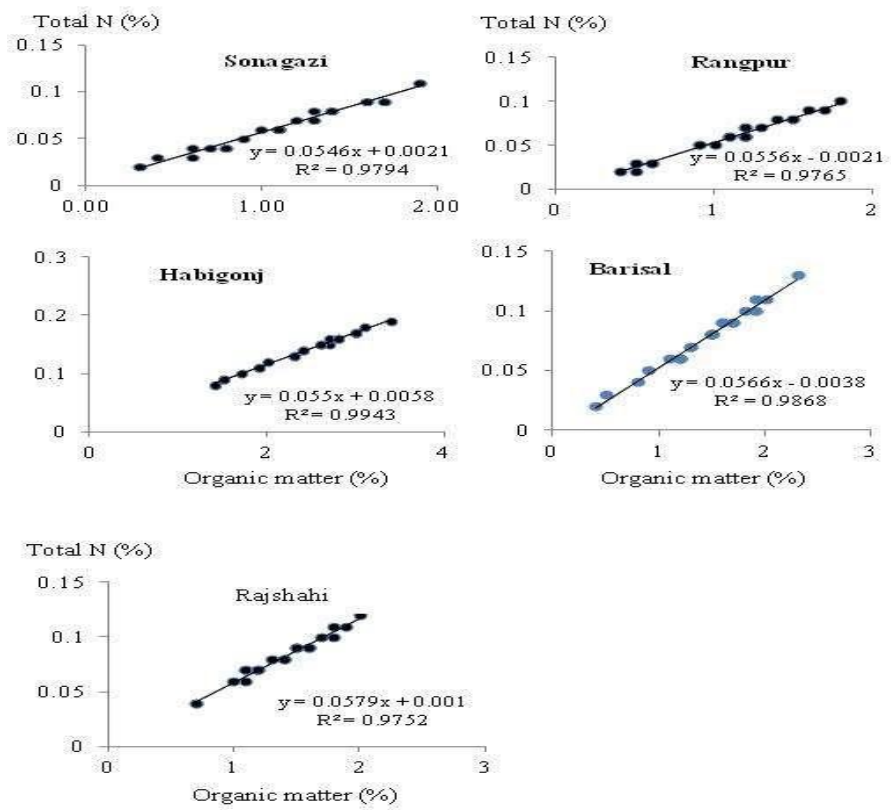 Total N (%)
0.15
0.1
0.05
0
Sonagazi
y = 0.0546x + 0.0021
R² = 0.9794
0.00 1.00 2.00
Total N (%)
0.15
0.1
0.05
0
Rangpur
y = 0.0556x - 0.0021
R² = 0.9765
0 1 2
0.3
0.2
0.1
0
Habigonj
y = 0.055x + 0.0058
R² = 0.9943
0 2 4
Organic matter (%)
0.15
0.1
0.05
0
Barisal
y = 0.0566x - 0.0038
R² = 0.9868
0 1 2 3
Organic matter (%)
Total N (%)
0.15
0.1
0.05
0
Rajshahi
y = 0.0579x + 0.001
R² = 0.9752
0 1 2 3
Organic matter (%)